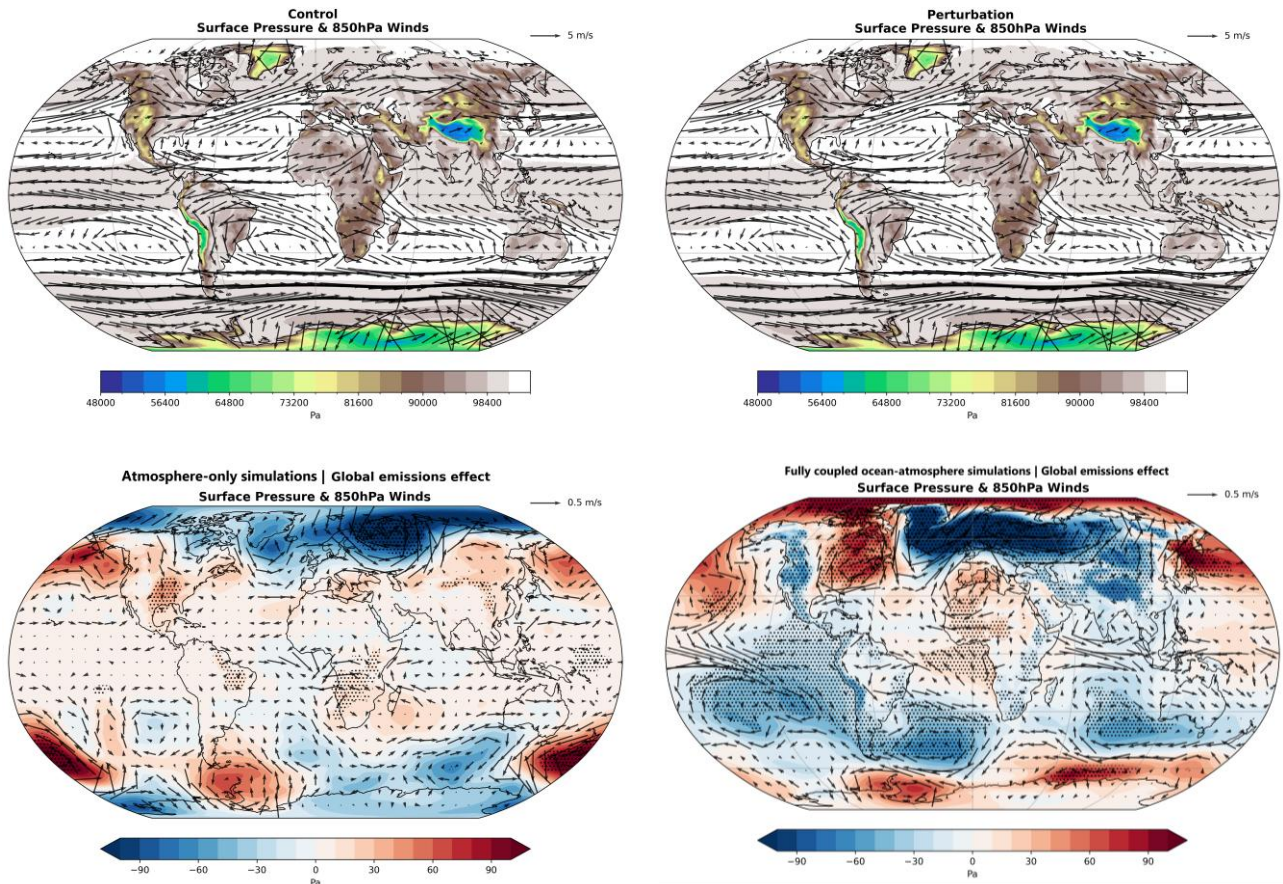 Control
Surface Pressure & 850hPa Winds
5 m/s
48000 56400 64800 73200 81600 90000 98400
Pa
Perturbation
Surface Pressure & 850hPa Winds
5 m/s
48000 56400 64800 73200 81600 90000 98400
Pa
Atmosphere-only simulations | Global emissions effect
Surface Pressure & 850hPa Winds
0.5 m/s
−90 −60 −30 0 30 60 90
Pa
Fully coupled ocean-atmosphere simulations | Global emissions effect
Surface Pressure & 850hPa Winds
0.5 m/s
−90 −60 −30 0 30 60 90
Pa